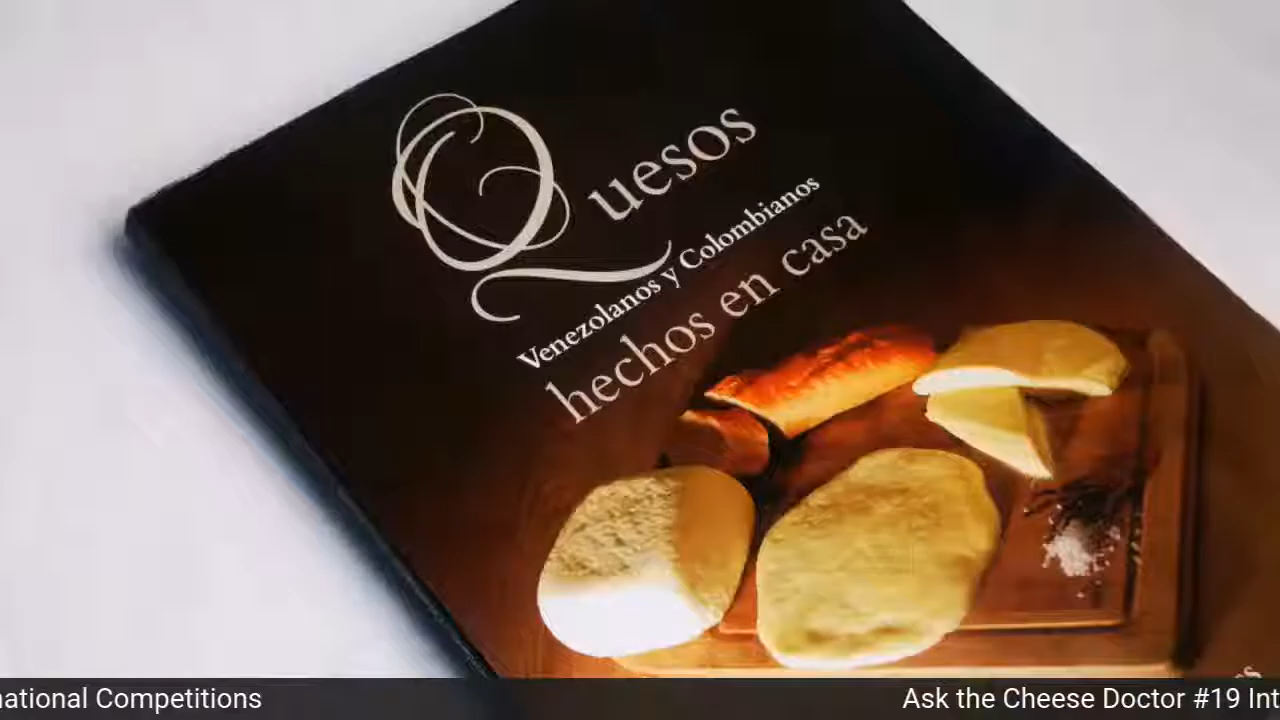 Quesos
Venezolanos y Colombianos
hechos en casa
national Competitions
Ask the Cheese Doctor #19 Int